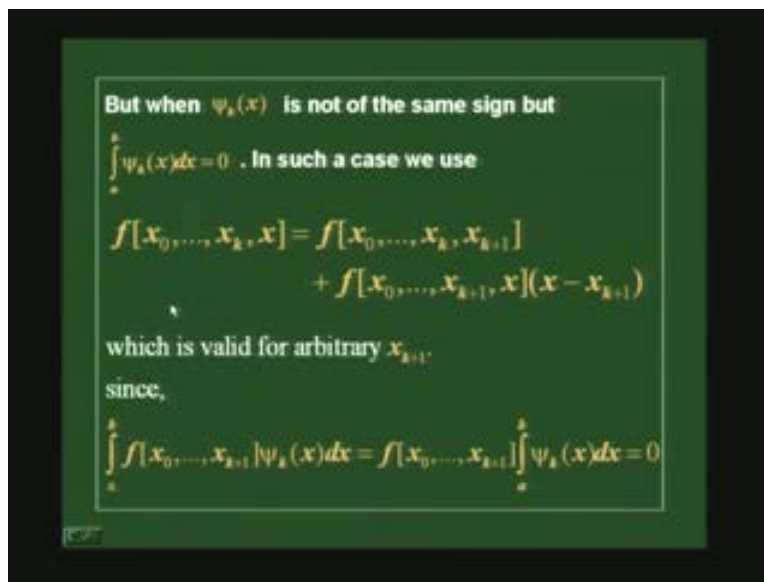 But when ψₖ(x) is not of the same sign but
∫ₐᵇ ψₖ(x)dx = 0 . In such a case we use
f[x₀,...,xₖ,x] = f[x₀,...,xₖ,xₖ₊₁]
+ f[x₀,...,xₖ₊₁,x](x − xₖ₊₁)
which is valid for arbitrary xₖ₊₁.
since,
∫ₐᵇ f[x₀,...,xₖ₊₁]ψₖ(x)dx = f[x₀,...,xₖ₊₁]∫ₐᵇ ψₖ(x)dx = 0